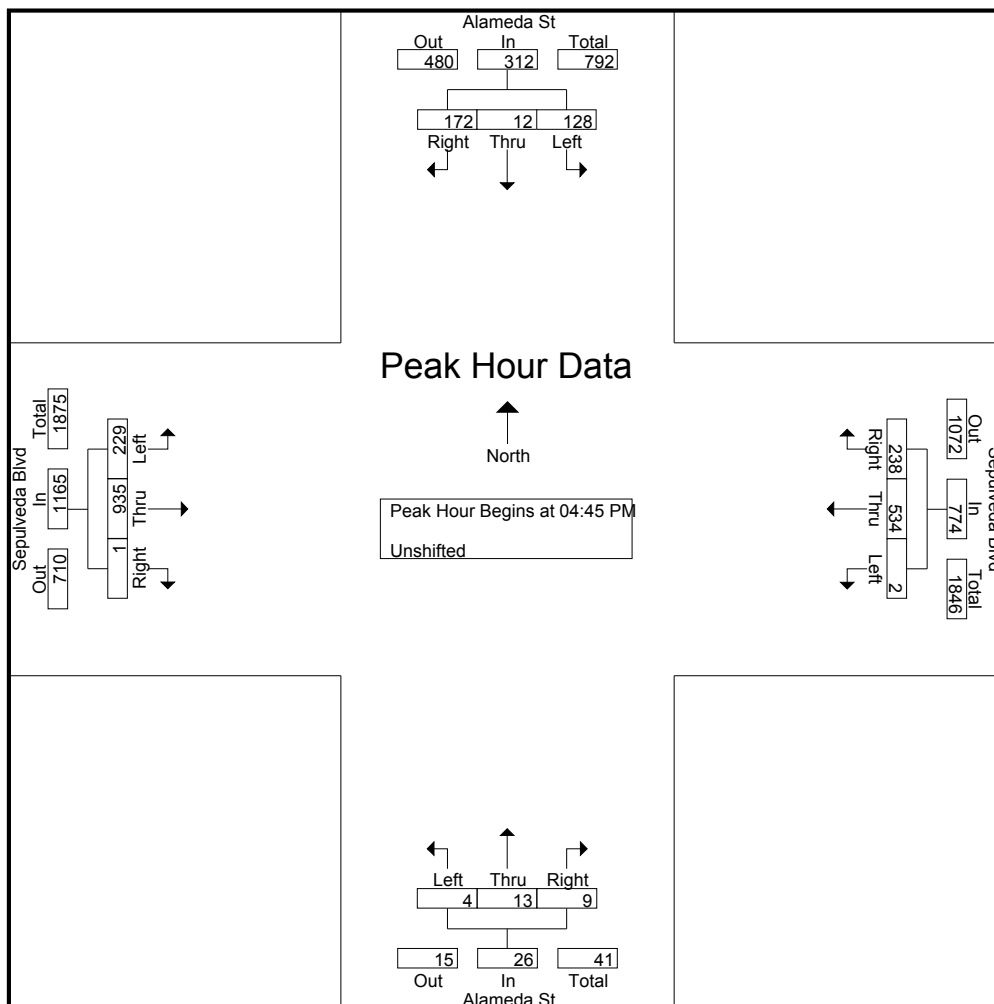 Alameda St
Out In Total
480 312 792
172 12 128
Right Thru Left
Peak Hour Data
North
Peak Hour Begins at 04:45 PM
Unshifted
Sepulveda Blvd
Out In Total
710 1165 1875
1 935 229
Right Thru Left
Right Thru Left
238 534 2
Out In Total
1072 774 1846
Sepulveda Blvd
Left Thru Right
4 13 9
15 26 41
Out In Total
Alameda St